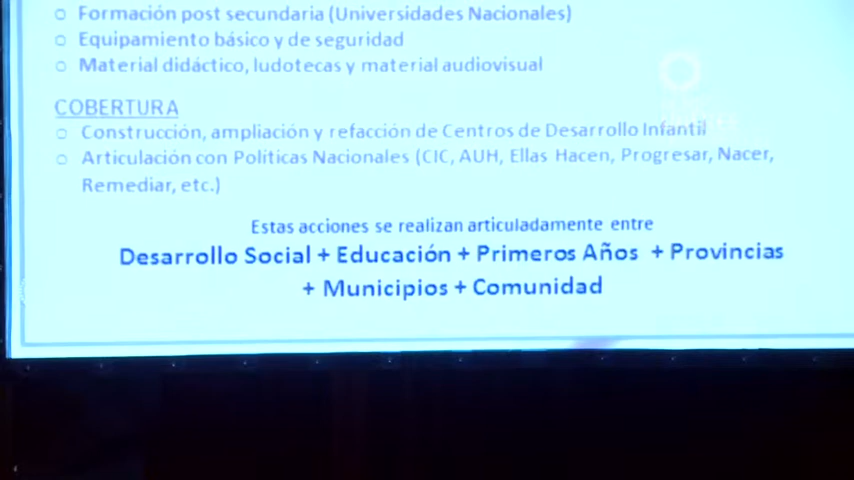 ○ Formación post secundaria (Universidades Nacionales)
○ Equipamiento básico y de seguridad
○ Material didáctico, ludotecas y material audiovisual
COBERTURA
○ Construcción, ampliación y refacción de Centros de Desarrollo Infantil
○ Articulación con Políticas Nacionales (CIC, AUH, Ellas Hacen, Progresar, Nacer,
Remediar, etc.)
Estas acciones se realizan articuladamente entre
Desarrollo Social + Educación + Primeros Años + Provincias
+ Municipios + Comunidad